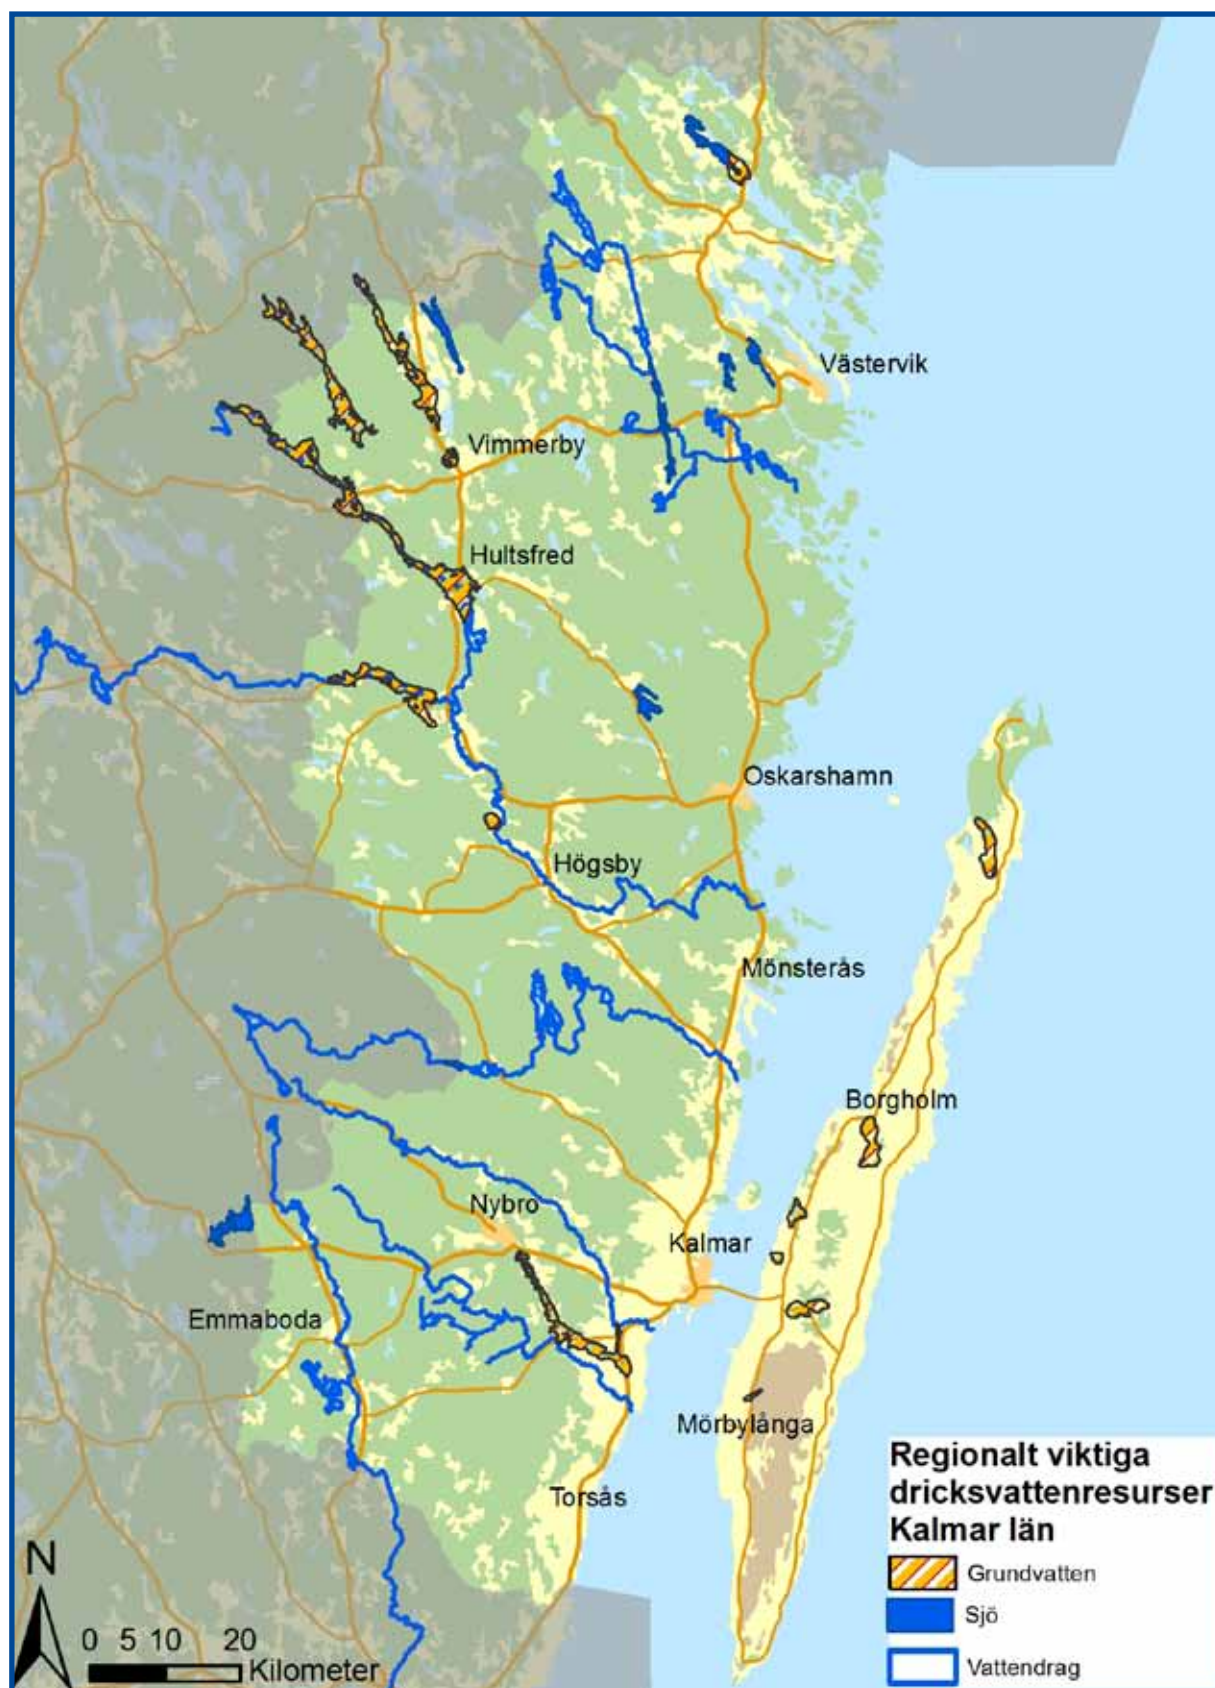 Västervik
Vimmerby
Hultsfred
Oskarshamn
Högsby
Mönsterås
Borgholm
Nybro
Kalmar
Emmaboda
Mörbylånga
Torsås
Regionalt viktiga
dricksvattenresurser
Kalmar län
Grundvatten
Sjö
Vattendrag
N
0 5 10 20
Kilometer